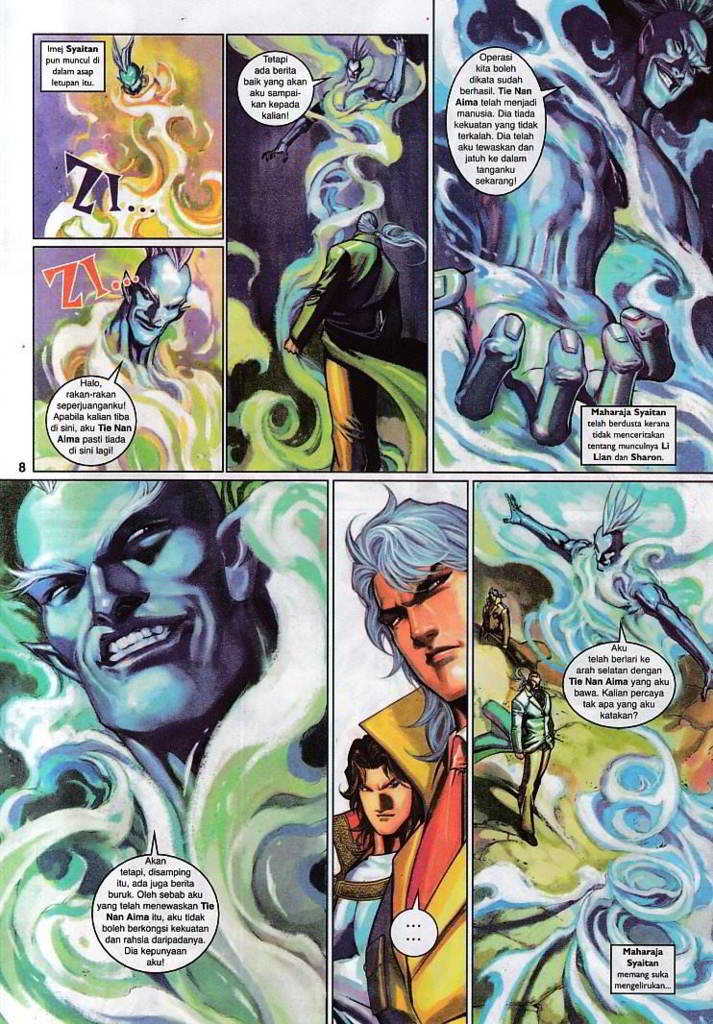 Imej Syaitan
pun muncul di
dalam asap
letupan itu.
ZI...
ZI...
Halo,
rakan-rakan
seperjuanganku!
Apabila kalian tiba
di sini, aku Tie Nan
Aima pasti tiada
di sini lagi!
Tetapi
ada berita
baik yang akan
aku sampai-
kan kepada
kalian!
Operasi
kita boleh
dikata sudah
berhasil. Tie Nan
Aima telah menjadi
manusia. Dia tiada
kekuatan yang tidak
terkalah. Dia telah
aku tewaskan dan
jatuh ke dalam
tanganku
sekarang!
Maharaja Syaitan
telah berdusta kerana
tidak menceritakan
tentang munculnya Li
Lian dan Sharon.
8
Akan
tetapi, disamping
itu, ada juga berita
buruk. Oleh sebab aku
yang telah menewaskan Tie
Nan Aima itu, aku tidak
boleh berkongsi kekuatan
dan rahsia daripadanya.
Dia kepunyaan
aku!
...
...
Aku
telah berlari ke
arah selatan dengan
Tie Nan Aima yang aku
bawa. Kalian percaya
tak apa yang aku
katakan?
Maharaja
Syaitan
memang suka
mengelirukan...